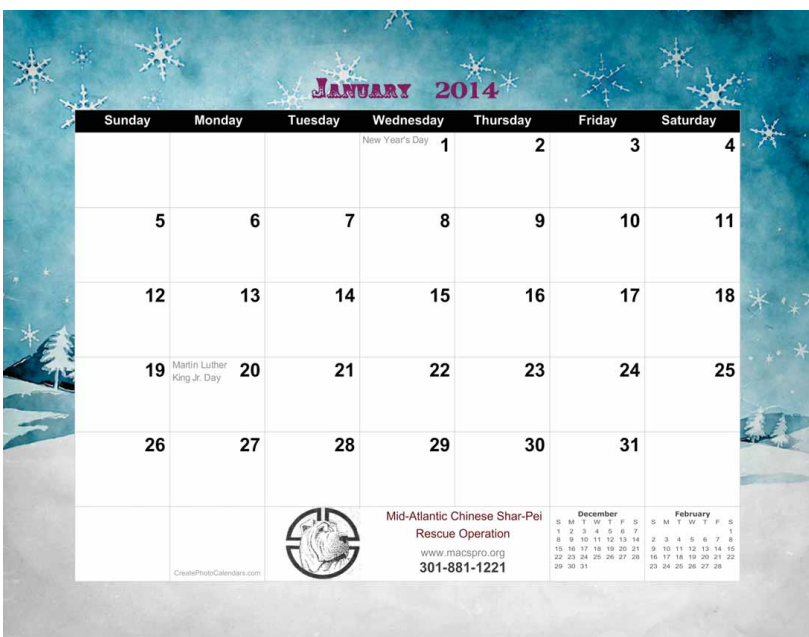 January 2014
Sunday Monday Tuesday Wednesday Thursday Friday Saturday
New Year's Day 1 2 3 4
5 6 7 8 9 10 11
12 13 14 15 16 17 18
19 Martin Luther King Jr. Day 20 21 22 23 24 25
26 27 28 29 30 31
CreatePhotoCalendars.com
Mid-Atlantic Chinese Shar-Pei
Rescue Operation
www.macspro.org
301-881-1221
December
S M T W T F S
1 2 3 4 5 6 7
8 9 10 11 12 13 14
15 16 17 18 19 20 21
22 23 24 25 26 27 28
29 30 31
February
S M T W T F S
1
2 3 4 5 6 7 8
9 10 11 12 13 14 15
16 17 18 19 20 21 22
23 24 25 26 27 28